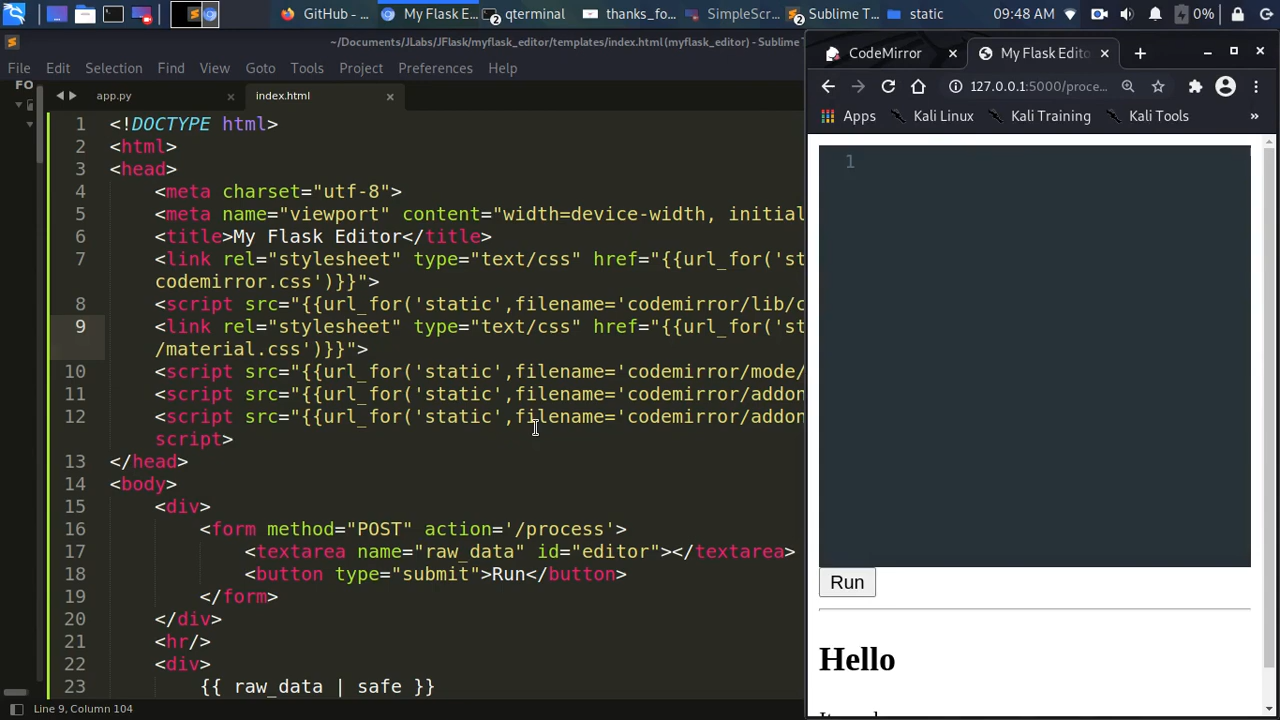 GitHub - ...
My Flask E...
qterminal
thanks_fo...
SimpleScr...
Sublime T...
static
09:48 AM
0%
~/Documents/JLabs/JFlask/myflask_editor/templates/index.html (myflask_editor) - Sublime T
File Edit Selection Find View Goto Tools Project Preferences Help
FO
app.py
index.html
1 <!DOCTYPE html>
2 <html>
3 <head>
4 <meta charset="utf-8">
5 <meta name="viewport" content="width=device-width, initial
6 <title>My Flask Editor</title>
7 <link rel="stylesheet" type="text/css" href="{{url_for('st
codemirror.css')}}">
8 <script src="{{url_for('static',filename='codemirror/lib/c
9 <link rel="stylesheet" type="text/css" href="{{url_for('st
/material.css')}}">
10 <script src="{{url_for('static',filename='codemirror/mode/
11 <script src="{{url_for('static',filename='codemirror/addon
12 <script src="{{url_for('static',filename='codemirror/addon
script>
13 </head>
14 <body>
15 <div>
16 <form method="POST" action='/process'>
17 <textarea name="raw_data" id="editor"></textarea>
18 <button type="submit">Run</button>
19 </form>
20 </div>
21 <hr/>
22 <div>
23 {{ raw_data | safe }}
Line 9, Column 104
CodeMirror
My Flask Edito
127.0.0.1:5000/proce...
Apps Kali Linux Kali Training Kali Tools »
1
Run
Hello